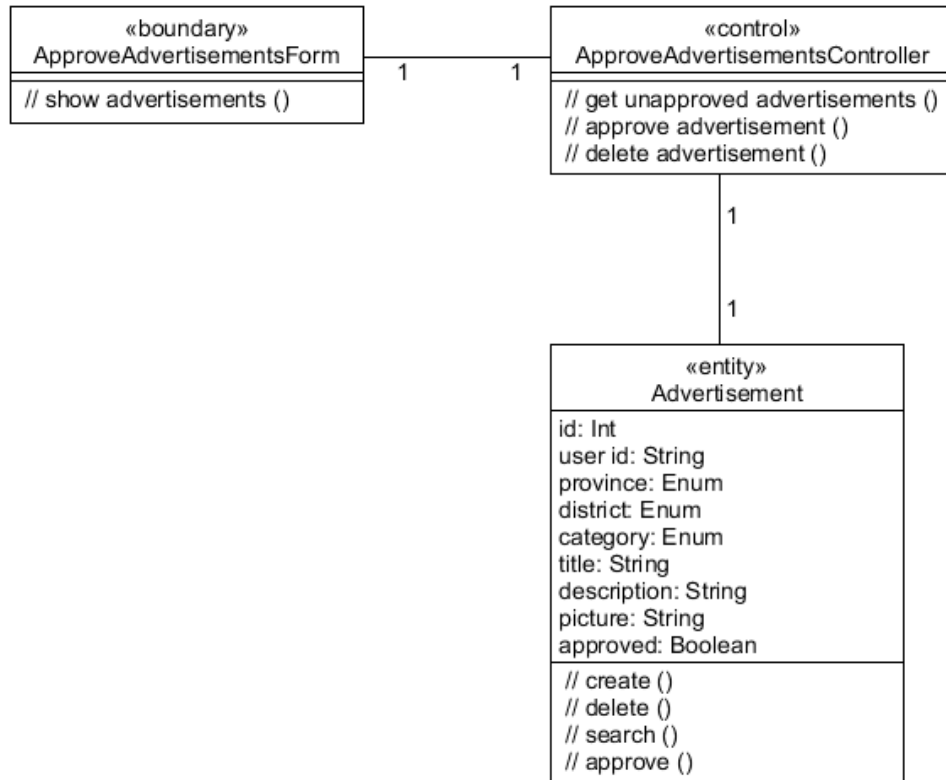 «boundary»
ApproveAdvertisementsForm
// show advertisements ()
1
1
«control»
ApproveAdvertisementsController
// get unapproved advertisements ()
// approve advertisement ()
// delete advertisement ()
1
1
«entity»
Advertisement
id: Int
user id: String
province: Enum
district: Enum
category: Enum
title: String
description: String
picture: String
approved: Boolean
// create ()
// delete ()
// search ()
// approve ()